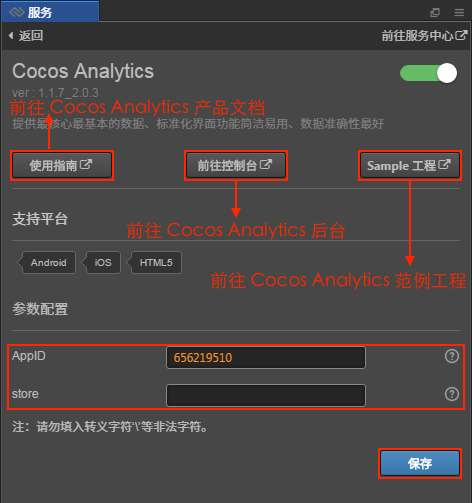 服务
返回
前往服务中心
Cocos Analytics
ver : 1.1.7_2.0.3
前往 Cocos Analytics 产品文档
提供最核心最基本的数据、标准化界面功能简洁易用、数据准确性最好
使用指南
前往控制台
Sample 工程
支持平台
前往 Cocos Analytics 后台
Android
iOS
HTML5
前往 Cocos Analytics 范例工程
参数配置
AppID
656219510
store
注：请勿填入转义字符'\'等非法字符。
保存